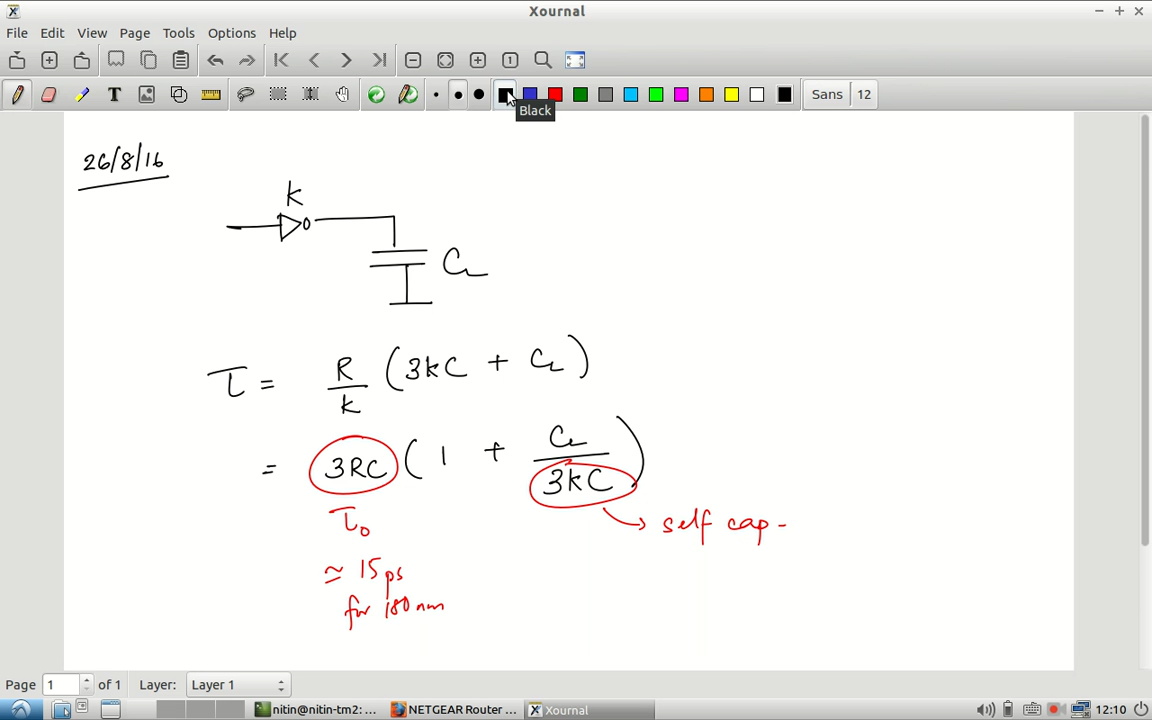 Xournal
File Edit View Page Tools Options Help
Sans 12
Black
26/8/16
k
C_L
τ = R/k (3kC + C_L)
= 3RC (1 + C_L/3kC)
τ_0
→ self cap -
≃ 15ps
for 180nm
Page 1 of 1 Layer: Layer 1
nitin@nitin-tm2: ... NETGEAR Router ... Xournal 12:10